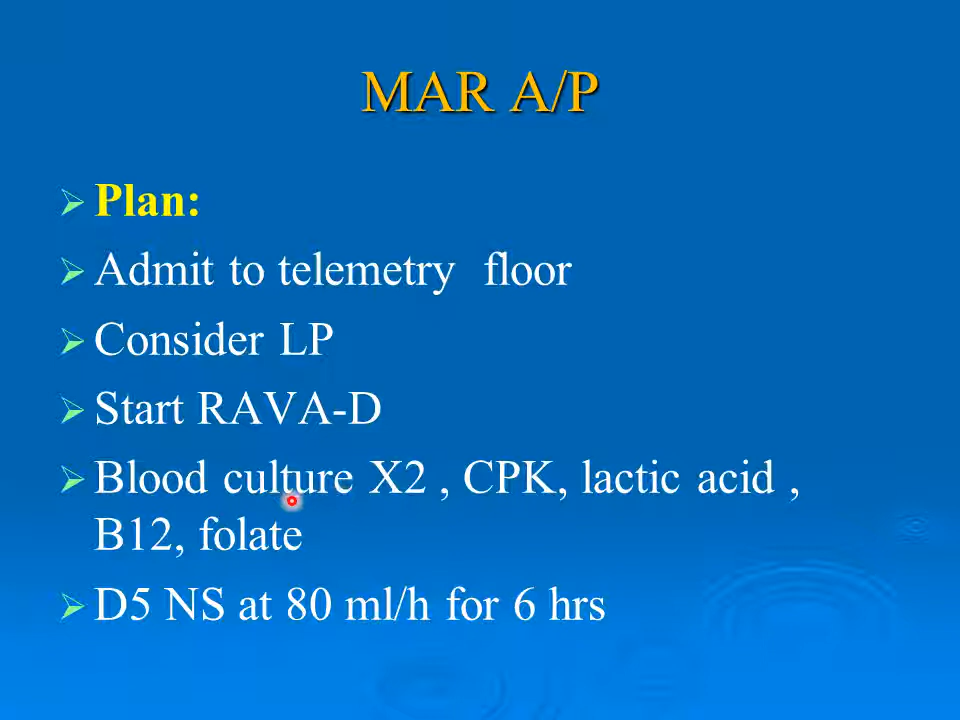 MAR A/P
Plan:
Admit to telemetry floor
Consider LP
Start RAVA-D
Blood culture X2 , CPK, lactic acid ,
B12, folate
D5 NS at 80 ml/h for 6 hrs